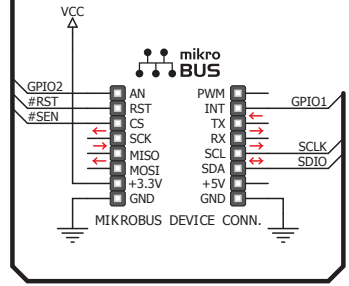 VCC
mikro
BUS
GPIO2 AN PWM
#RST RST INT GPIO1
#SEN CS TX
SCK RX
MISO SCL SCLK
MOSI SDA SDIO
+3.3V +5V
GND GND
MIKROBUS DEVICE CONN.